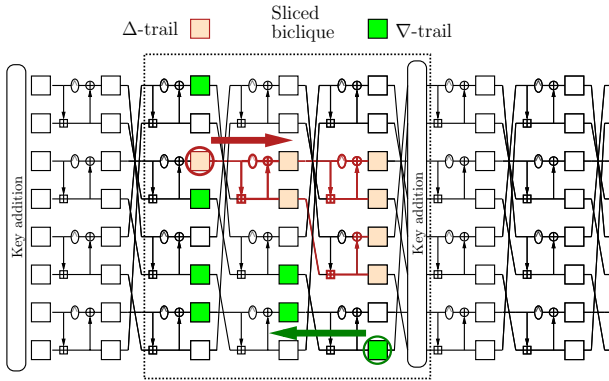 Δ-trail
Sliced
biclique
∇-trail
Key addition
Key addition